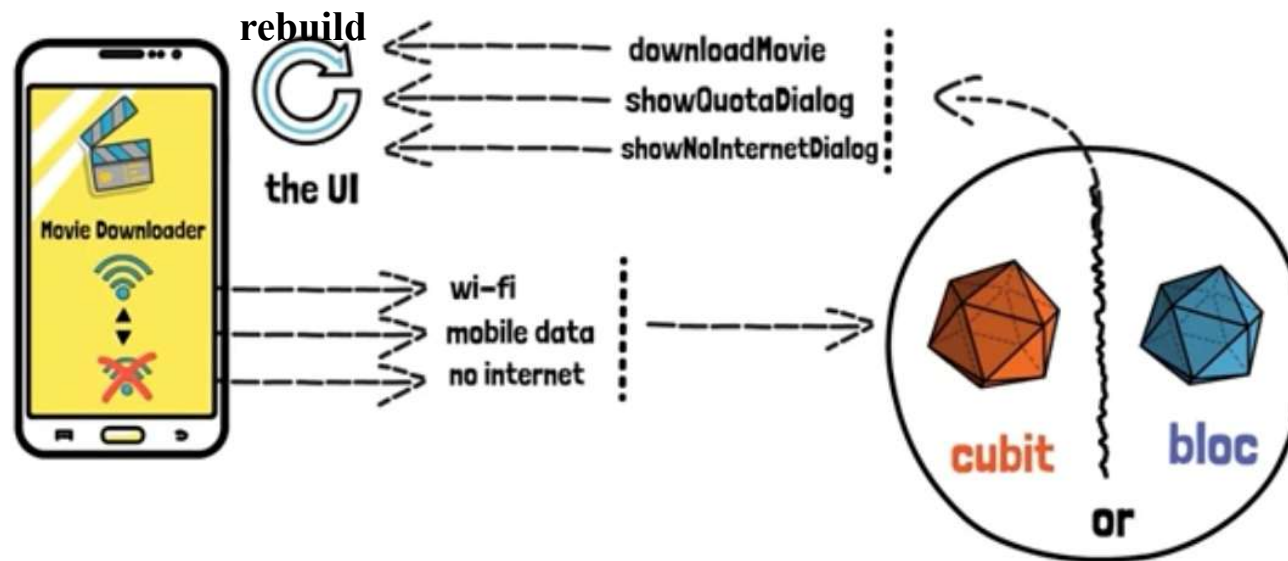 rebuild
the UI
downloadMovie
showQuotaDialog
showNoInternetDialog
Movie Downloader
wi-fi
mobile data
no internet
cubit
or
bloc